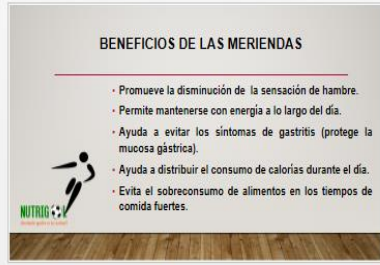 BENEFICIOS DE LAS MERIENDAS
• Promueve la disminución de la sensación de hambre.
• Permite mantenerse con energía a lo largo del día.
• Ayuda a evitar los síntomas de gastritis (protege la
mucosa gástrica).
• Ayuda a distribuir el consumo de calorías durante el día.
• Evita el sobreconsumo de alimentos en los tiempos de
comida fuertes.
NUTRIGOL